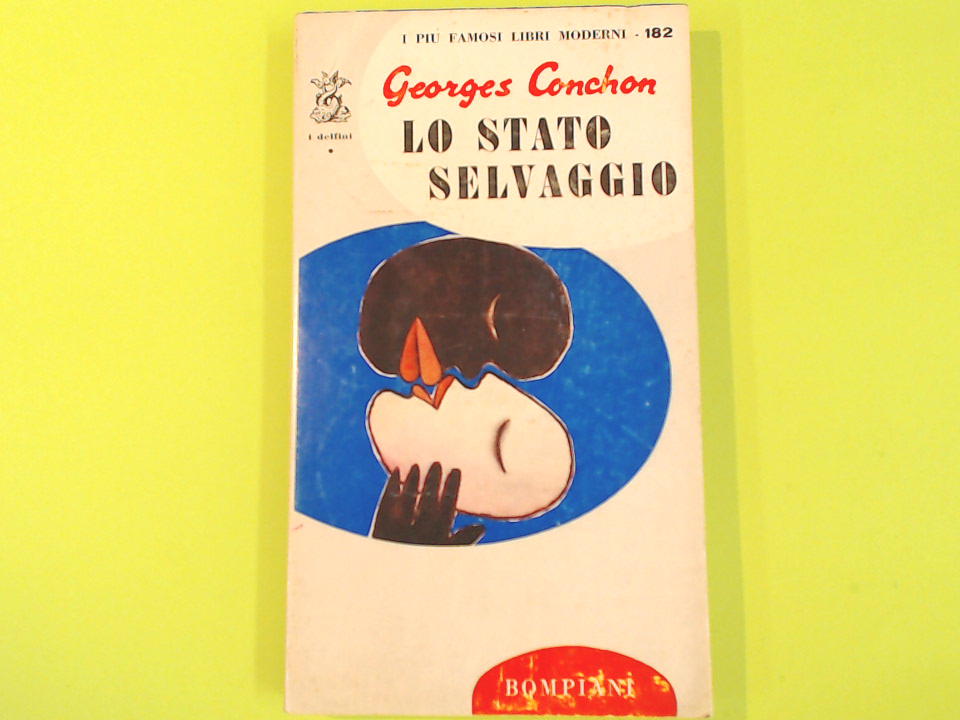 I PIÙ FAMOSI LIBRI MODERNI - 182
Georges Conchon
i delfini
LO STATO
SELVAGGIO
BOMPIANI